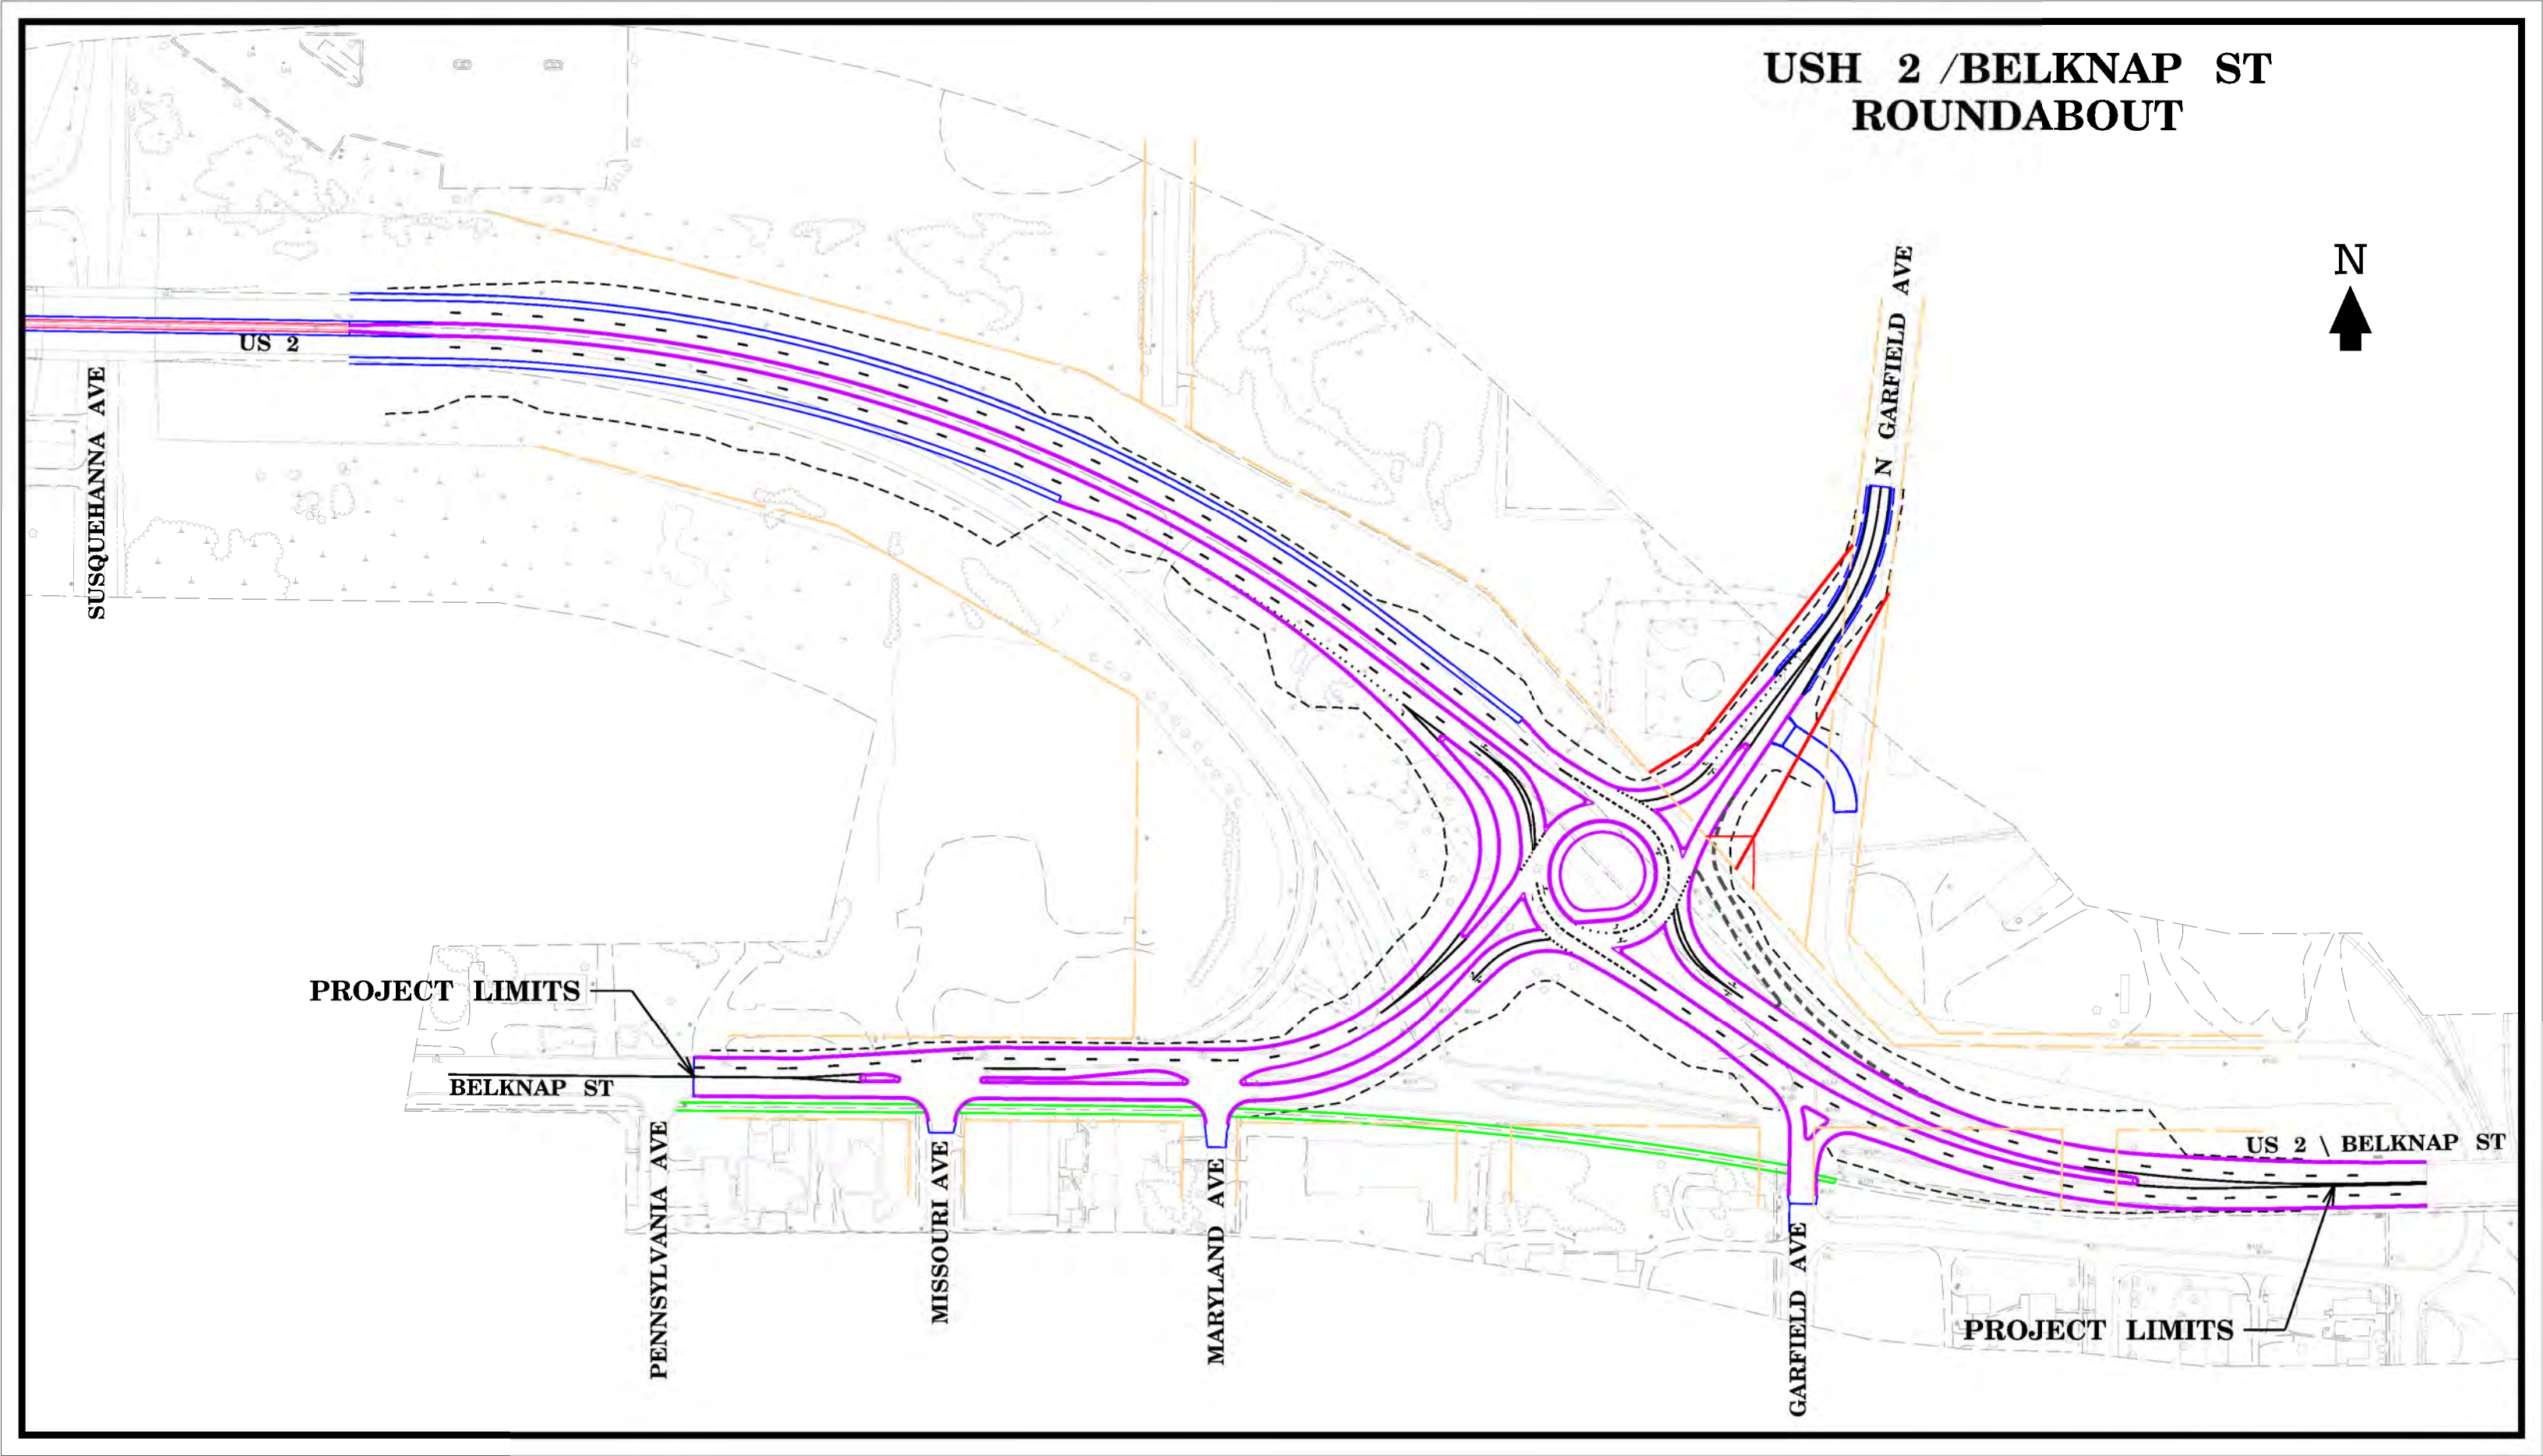 USH 2 /BELKNAP ST
ROUNDABOUT
N
N GARFIELD AVE
US 2
SUSQUEHANNA AVE
PROJECT LIMITS
BELKNAP ST
US 2 \ BELKNAP ST
PENNSYLVANIA AVE
MISSOURI AVE
MARYLAND AVE
GARFIELD AVE
PROJECT LIMITS